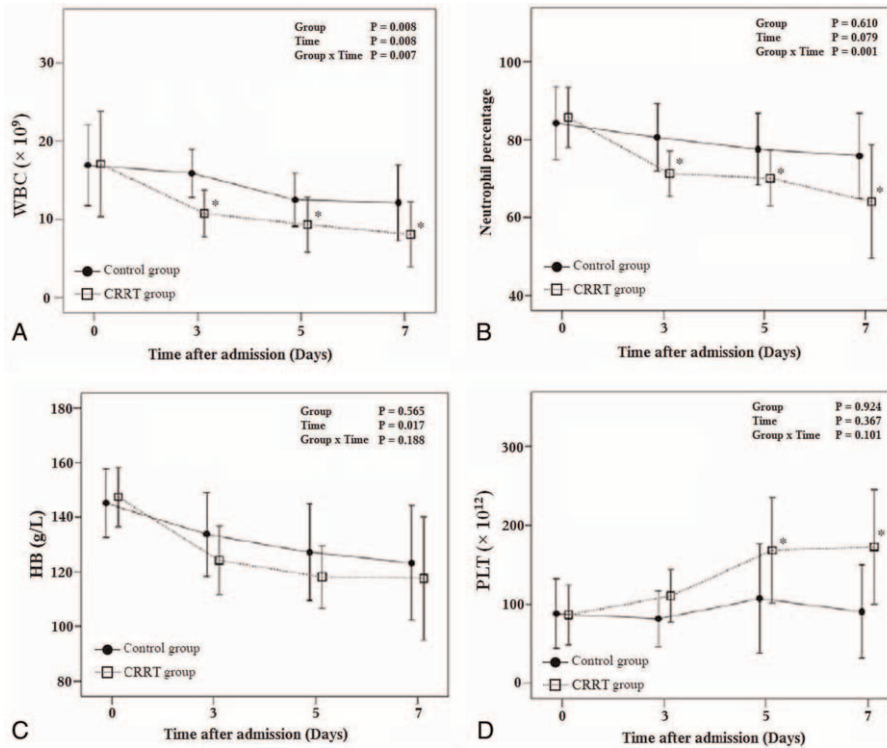 Group P = 0.008
Time P = 0.008
Group x Time P = 0.007
30
20
10
0
WBC (× 10⁹)
Control group
CRRT group
0 3 5 7
Time after admission (Days)
A
Group P = 0.610
Time P = 0.079
Group x Time P = 0.001
100
80
60
40
Neutrophil percentage
*
*
*
Control group
CRRT group
0 3 5 7
Time after admission (Days)
B
Group P = 0.565
Time P = 0.017
Group x Time P = 0.188
180
160
140
120
100
80
HB (g/L)
Control group
CRRT group
0 3 5 7
Time after admission (Days)
C
Group P = 0.924
Time P = 0.367
Group x Time P = 0.101
300
200
100
0
PLT (× 10¹²)
*
*
Control group
CRRT group
0 3 5 7
Time after admission (Days)
D